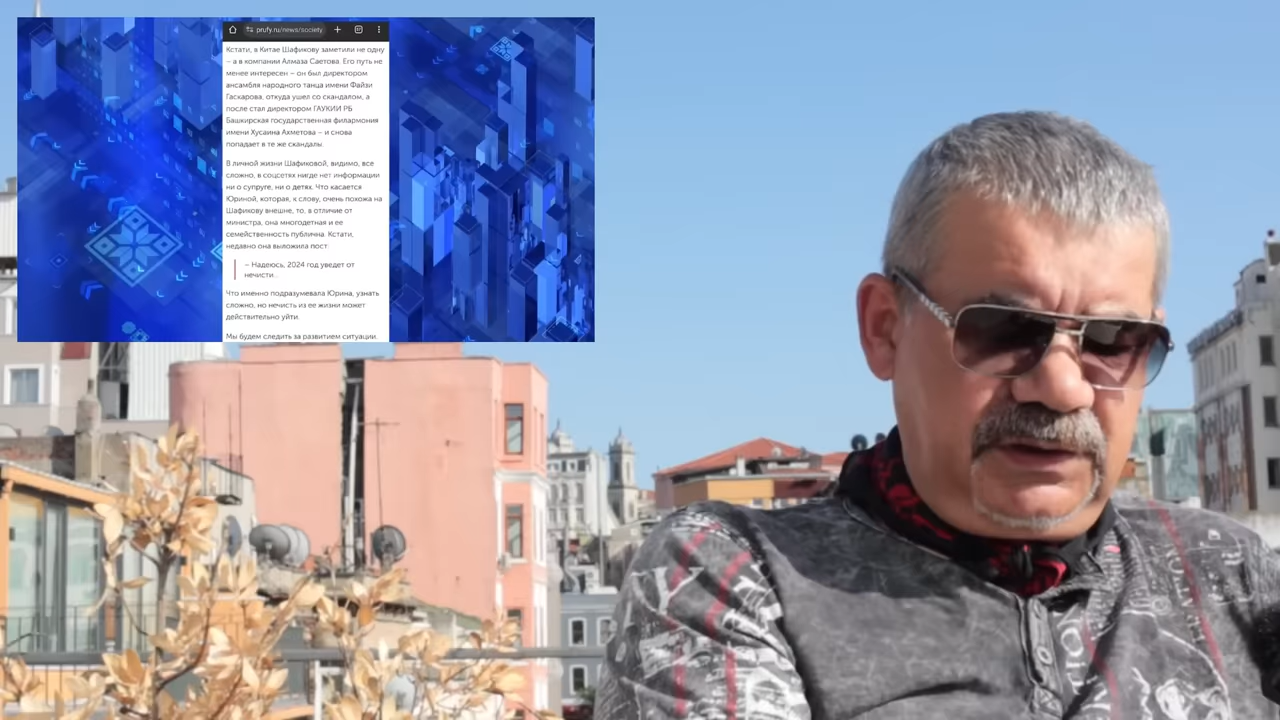 prufy.ru/news/society
Кстати, в Китае Шафикову заметили не одну
– а в компании Алмаза Саетова. Его путь не
менее интересен – он был директором
ансамбля народного танца имени Файзи
Гаскарова, откуда ушел со скандалом, а
после стал директором ГАУКИИ РБ
Башкирская государственная филармония
имени Хусаина Ахметова – и снова
попадает в те же скандалы.
В личной жизни Шафиковой, видимо, все
сложно, в соцсетях нигде нет информации
ни о супруге, ни о детях. Что касается
Юриной, которая, к слову, очень похожа на
Шафикову внешне, то, в отличие от
министра, она многодетная и ее
семейственность публична. Кстати,
недавно она выложила пост:
– Надеюсь, 2024 год уведет от
нечисти...
Что именно подразумевала Юрина, узнать
сложно, но нечисть из ее жизни может
действительно уйти.
Мы будем следить за развитием ситуации.